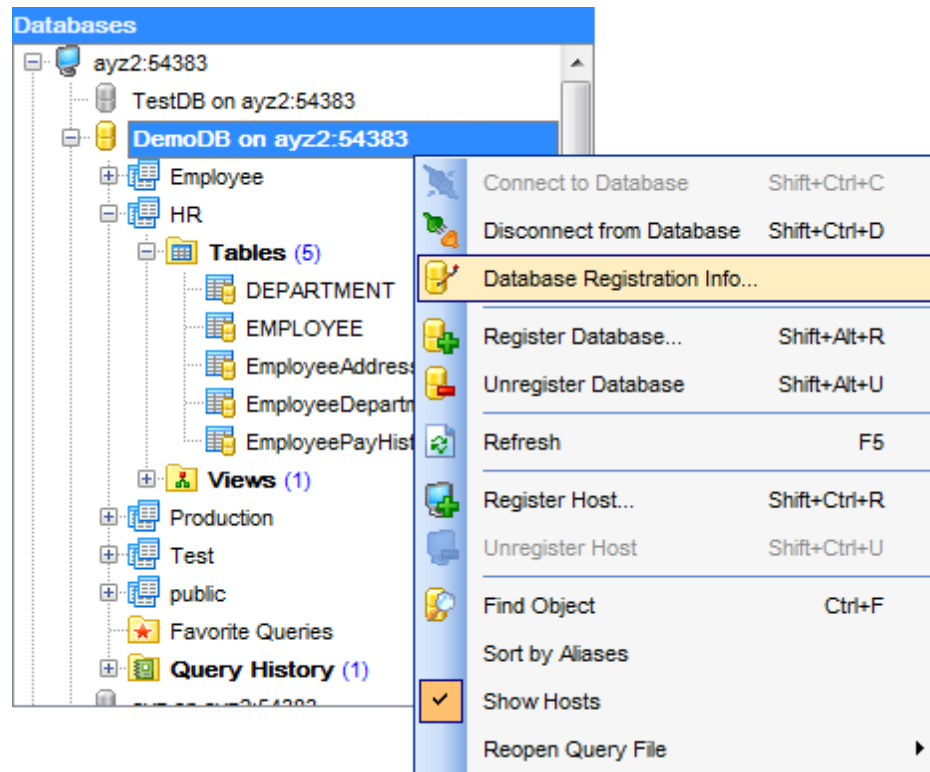 Databases
ayz2:54383
TestDB on ayz2:54383
DemoDB on ayz2:54383
Employee
HR
Tables (5)
DEPARTMENT
EMPLOYEE
EmployeeAddres
EmployeeDepartm
EmployeePayHist
Views (1)
Production
Test
public
Favorite Queries
Query History (1)
Connect to Database Shift+Ctrl+C
Disconnect from Database Shift+Ctrl+D
Database Registration Info...
Register Database... Shift+Alt+R
Unregister Database Shift+Alt+U
Refresh F5
Register Host... Shift+Ctrl+R
Unregister Host Shift+Ctrl+U
Find Object Ctrl+F
Sort by Aliases
Show Hosts
Reopen Query File